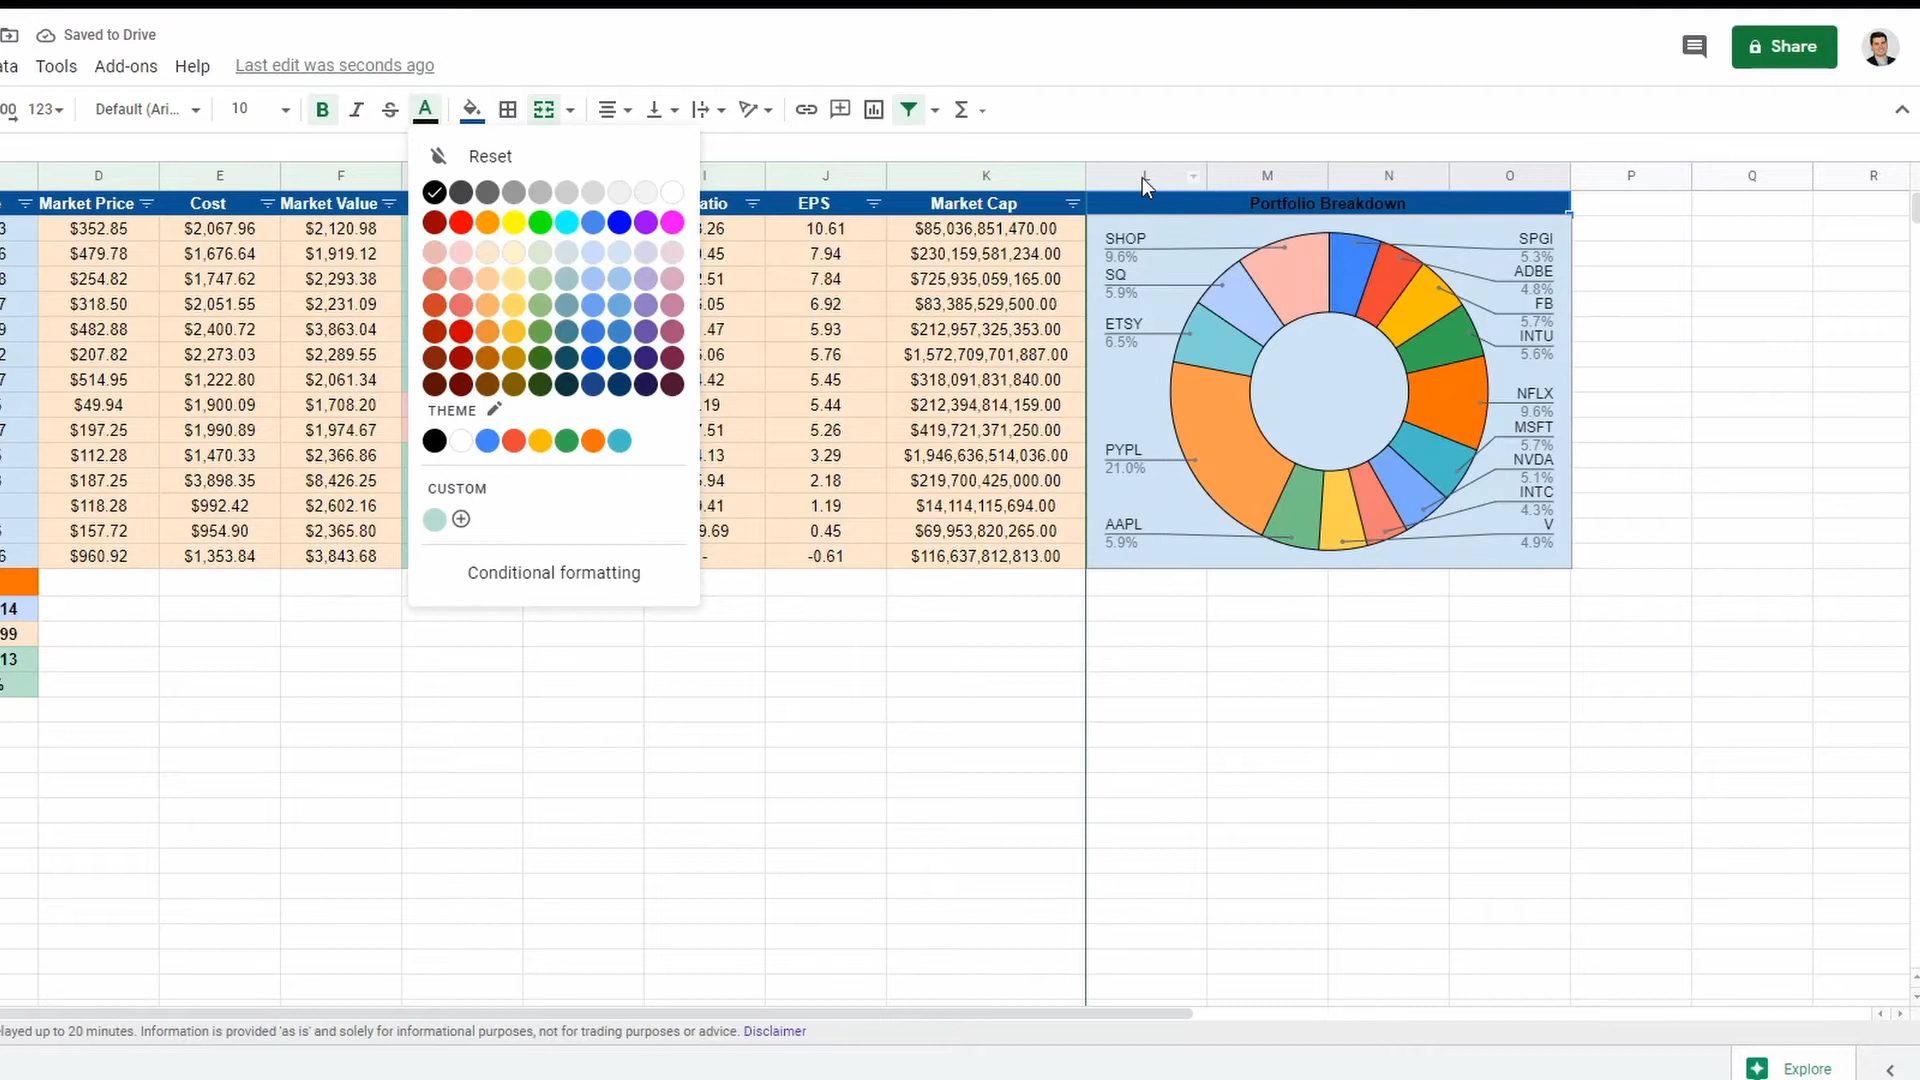 Saved to Drive
Share
ata Tools Add-ons Help Last edit was seconds ago
00 123 Default (Ari... 10 B I S A Σ
Reset
THEME
CUSTOM
Conditional formatting
D E F I J K L M N O P Q R
Market Price Cost Market Value atio EPS Market Cap Portfolio Breakdown
3 $352.85 $2,067.96 $2,120.98 .26 10.61 $85,036,851,470.00
6 $479.78 $1,676.64 $1,919.12 .45 7.94 $230,159,581,234.00
8 $254.82 $1,747.62 $2,293.38 .51 7.84 $725,935,059,165.00
7 $318.50 $2,051.55 $2,231.09 .05 6.92 $83,385,529,500.00
9 $482.88 $2,400.72 $3,863.04 .47 5.93 $212,957,325,353.00
2 $207.82 $2,273.03 $2,289.55 .06 5.76 $1,572,709,701,887.00
7 $514.95 $1,222.80 $2,061.34 .42 5.45 $318,091,831,840.00
$49.94 $1,900.09 $1,708.20 .19 5.44 $212,394,814,159.00
7 $197.25 $1,990.89 $1,974.67 .51 5.26 $419,721,371,250.00
$112.28 $1,470.33 $2,366.86 .13 3.29 $1,946,636,514,036.00
$187.25 $3,898.35 $8,426.25 .94 2.18 $219,700,425,000.00
$118.28 $992.42 $2,602.16 .41 1.19 $14,114,115,694.00
$157.72 $954.90 $2,365.80 .69 0.45 $69,953,820,265.00
6 $960.92 $1,353.84 $3,843.68 - -0.61 $116,637,812,813.00
14
99
13
%
SHOP
9.6%
SQ
5.9%
ETSY
6.5%
PYPL
21.0%
AAPL
5.9%
SPGI
5.3%
ADBE
4.8%
FB
5.7%
INTU
5.6%
NFLX
9.6%
MSFT
5.7%
NVDA
5.1%
INTC
4.3%
V
4.9%
elayed up to 20 minutes. Information is provided 'as is' and solely for informational purposes, not for trading purposes or advice. Disclaimer
Explore